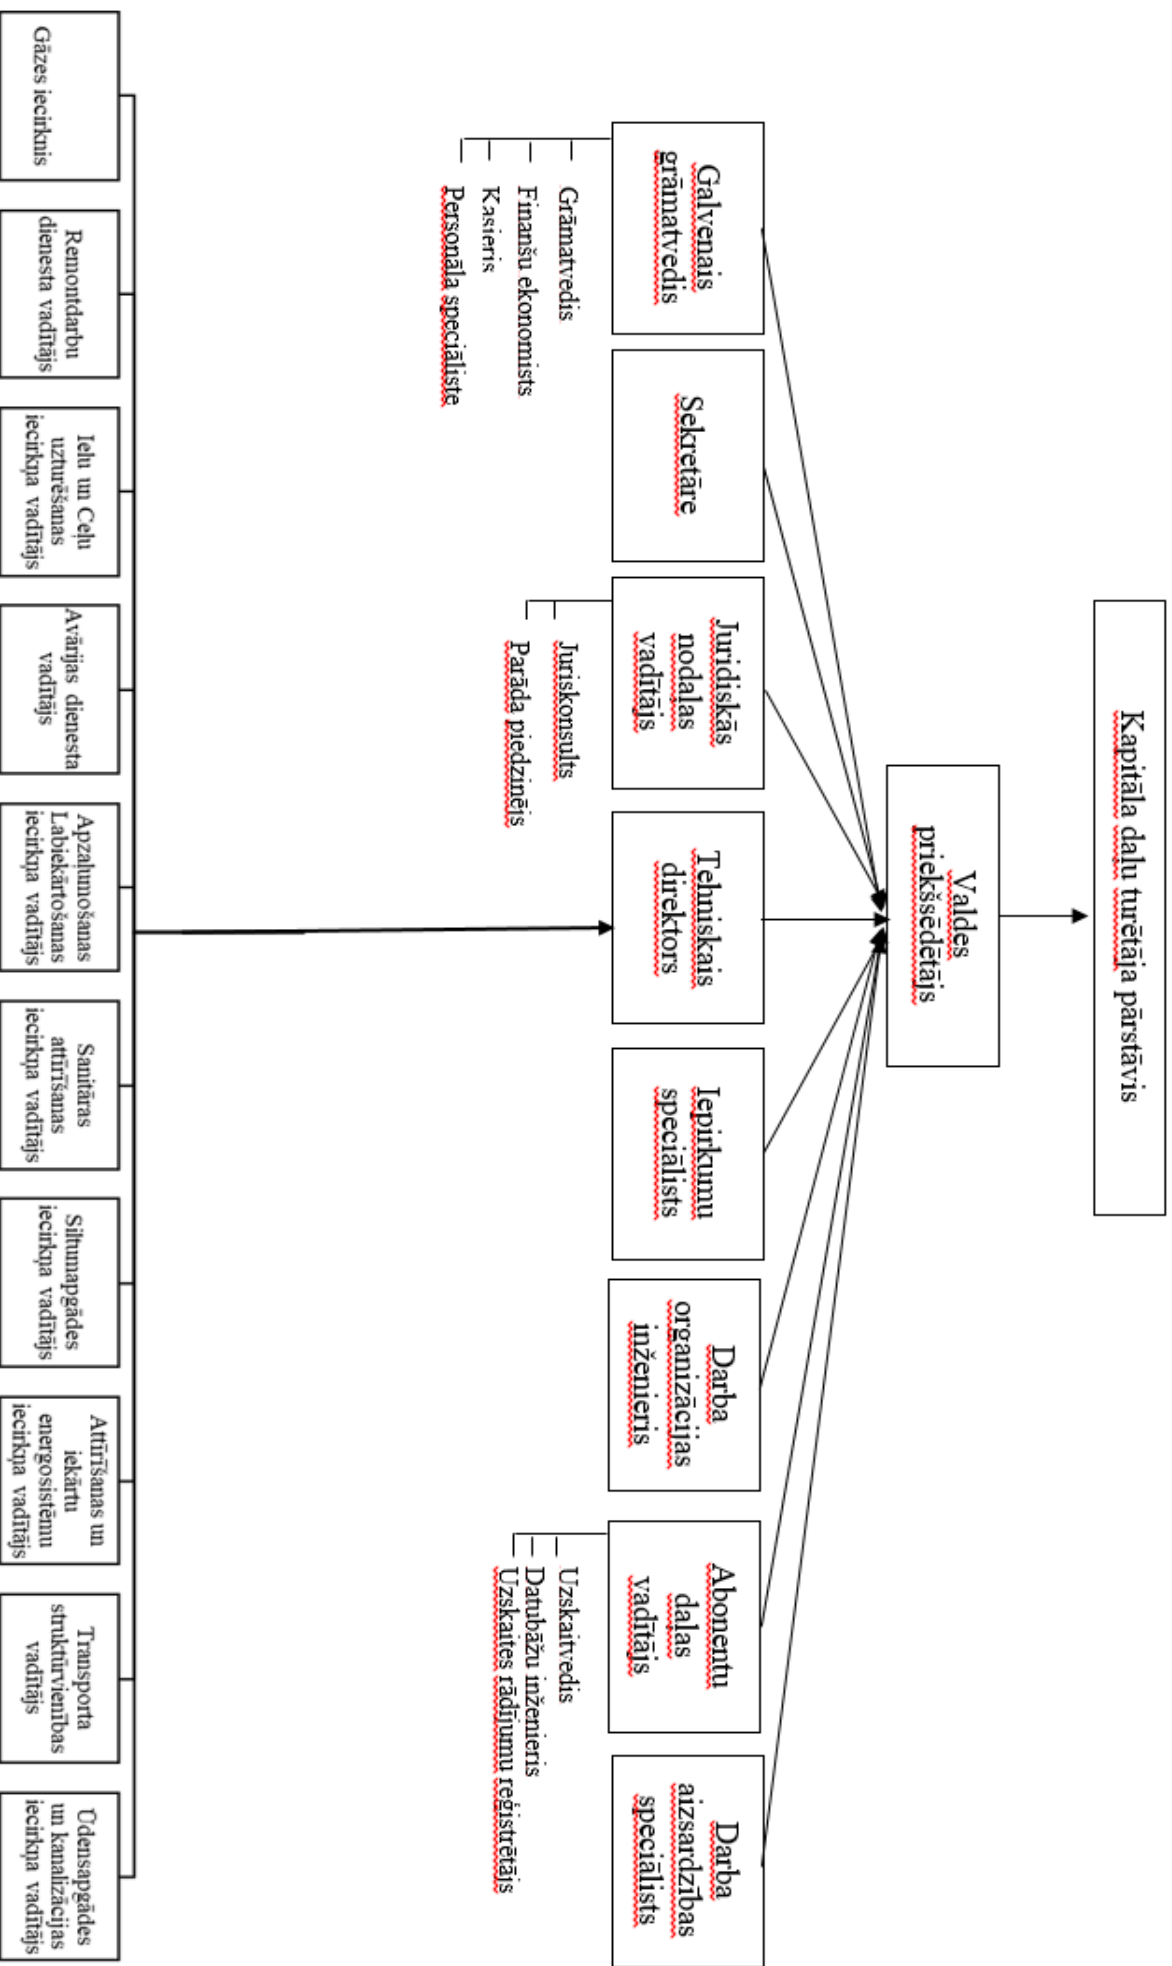 Kapitāla daļu turētāja pārstāvis
Valdes
priekšsēdētājs
Galvenais
grāmatvedis
Grāmatvedis
Finanšu ekonomists
Kasieris
Personāla speciāliste
Sekretāre
Juridiskās
nodaļas
vadītājs
Juriskonsults
Parāda piedzinējs
Tehniskais
direktors
Iepirkumu
speciālists
Darba
organizācijas
inženieris
Abonentu
daļas
vadītājs
Uzskaitvedis
Datubāžu inženieris
Uzskaites rādījumu reģistrētājs
Darba
aizsardzības
speciālists
Gāzes iecirknis
Remontdarbu
dienesta vadītājs
Ielu un Ceļu
uzturēšanas
iecirkņa vadītājs
Avārijas dienesta
vadītājs
Apzaļumošanas
Labiekārtošanas
iecirkņa vadītājs
Sanitāras
attīrīšanas
iecirkņa vadītājs
Siltumapgādes
iecirkņa vadītājs
Attīrīšanas un
iekārtu
energosistēmu
iecirkņa vadītājs
Transporta
struktūrvienības
vadītājs
Ūdensapgādes
un kanalizācijas
iecirkņa vadītājs